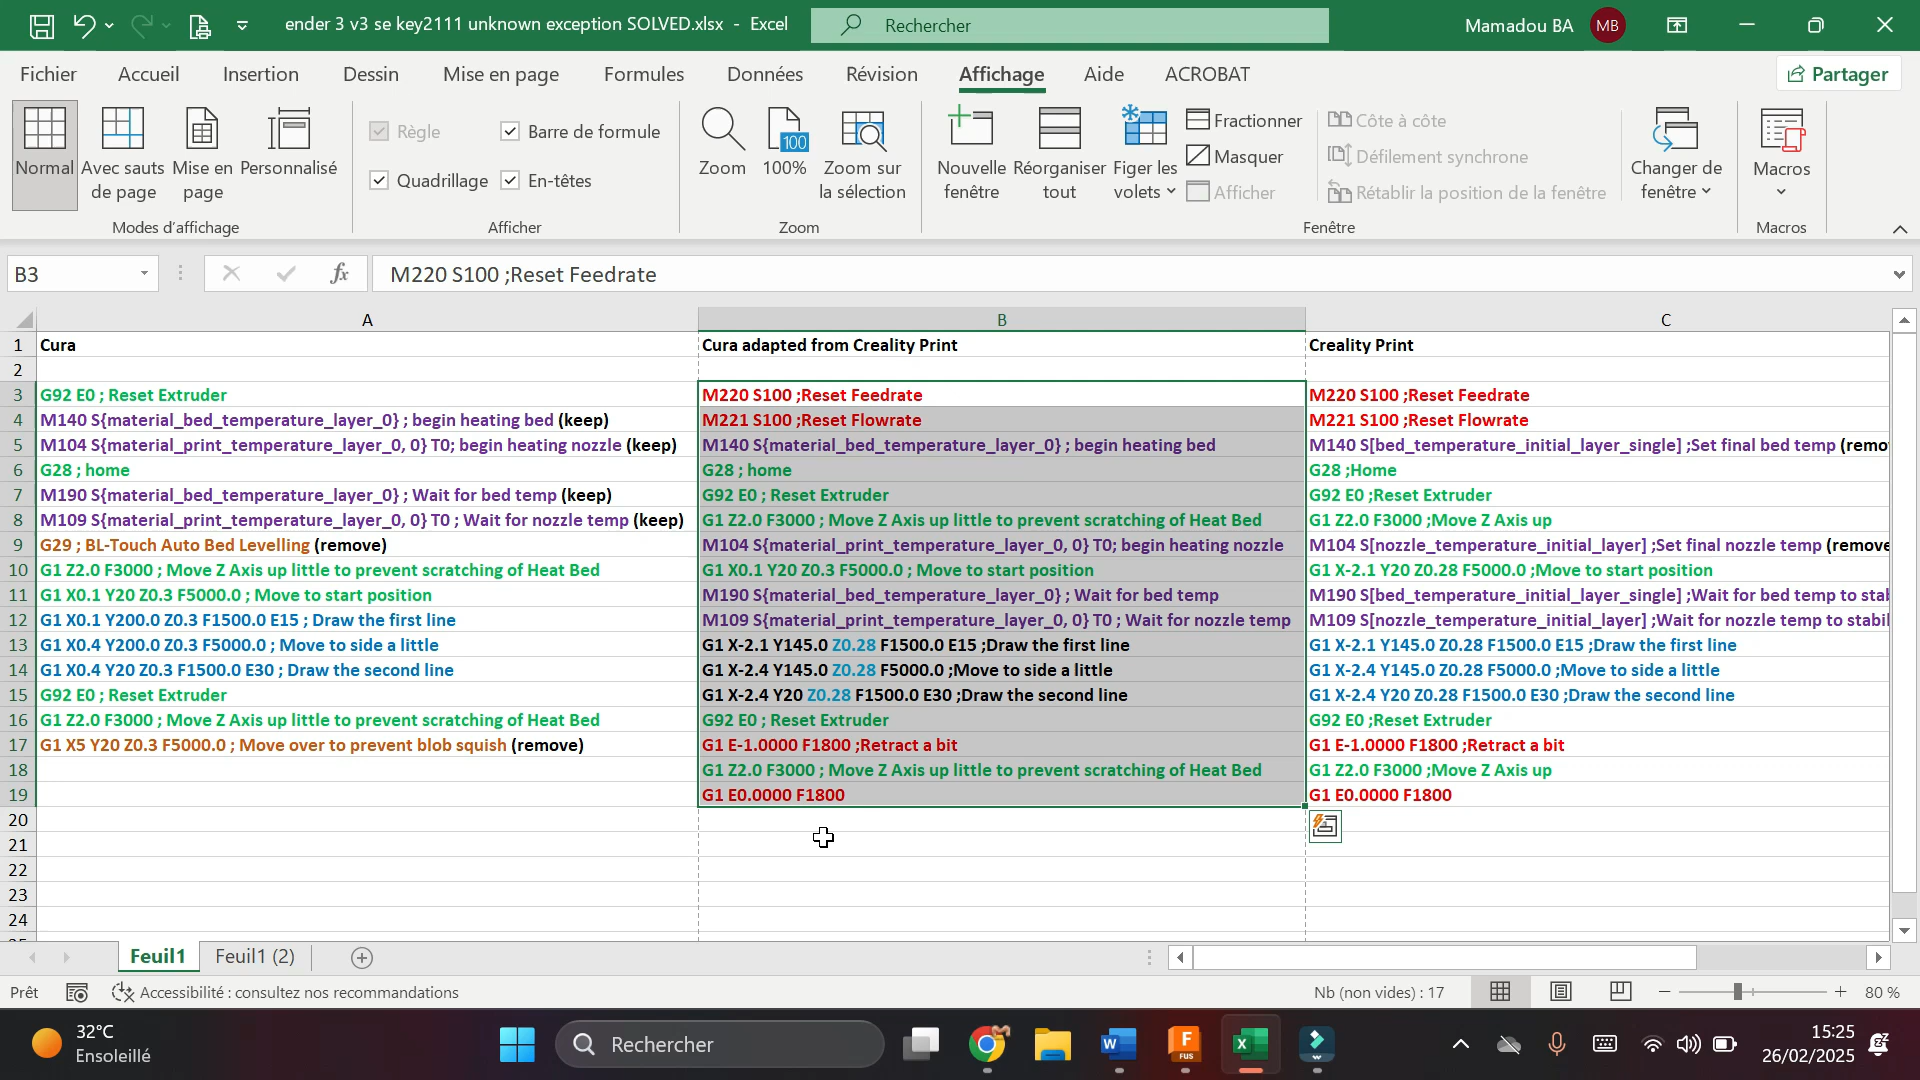 ender 3 v3 se key2111 unknown exception SOLVED.xlsx - Excel
Rechercher
Mamadou BA MB
Fichier Accueil Insertion Dessin Mise en page Formules Données Révision Affichage Aide ACROBAT Partager
Normal
Avec sauts de page
Mise en page
Personnalisé
Modes d'affichage
Règle
Barre de formule
Quadrillage
En-têtes
Afficher
Zoom
100
100%
Zoom sur la sélection
Zoom
Nouvelle fenêtre
Réorganiser tout
Figer les volets
Fractionner
Masquer
Afficher
Côte à côte
Défilement synchrone
Rétablir la position de la fenêtre
Changer de fenêtre
Fenêtre
Macros
Macros
B3 fx M220 S100 ;Reset Feedrate
A B C
1 Cura Cura adapted from Creality Print Creality Print
2
3 G92 E0 ; Reset Extruder M220 S100 ;Reset Feedrate M220 S100 ;Reset Feedrate
4 M140 S{material_bed_temperature_layer_0} ; begin heating bed (keep) M221 S100 ;Reset Flowrate M221 S100 ;Reset Flowrate
5 M104 S{material_print_temperature_layer_0, 0} T0; begin heating nozzle (keep) M140 S{material_bed_temperature_layer_0} ; begin heating bed M140 S[bed_temperature_initial_layer_single] ;Set final bed temp (remo
6 G28 ; home G28 ; home G28 ;Home
7 M190 S{material_bed_temperature_layer_0} ; Wait for bed temp (keep) G92 E0 ; Reset Extruder G92 E0 ;Reset Extruder
8 M109 S{material_print_temperature_layer_0, 0} T0 ; Wait for nozzle temp (keep) G1 Z2.0 F3000 ; Move Z Axis up little to prevent scratching of Heat Bed G1 Z2.0 F3000 ;Move Z Axis up
9 G29 ; BL-Touch Auto Bed Levelling (remove) M104 S{material_print_temperature_layer_0, 0} T0; begin heating nozzle M104 S[nozzle_temperature_initial_layer] ;Set final nozzle temp (remove
10 G1 Z2.0 F3000 ; Move Z Axis up little to prevent scratching of Heat Bed G1 X0.1 Y20 Z0.3 F5000.0 ; Move to start position G1 X-2.1 Y20 Z0.28 F5000.0 ;Move to start position
11 G1 X0.1 Y20 Z0.3 F5000.0 ; Move to start position M190 S{material_bed_temperature_layer_0} ; Wait for bed temp M190 S[bed_temperature_initial_layer_single] ;Wait for bed temp to stab
12 G1 X0.1 Y200.0 Z0.3 F1500.0 E15 ; Draw the first line M109 S{material_print_temperature_layer_0, 0} T0 ; Wait for nozzle temp M109 S[nozzle_temperature_initial_layer] ;Wait for nozzle temp to stabil
13 G1 X0.4 Y200.0 Z0.3 F5000.0 ; Move to side a little G1 X-2.1 Y145.0 Z0.28 F1500.0 E15 ;Draw the first line G1 X-2.1 Y145.0 Z0.28 F1500.0 E15 ;Draw the first line
14 G1 X0.4 Y20 Z0.3 F1500.0 E30 ; Draw the second line G1 X-2.4 Y145.0 Z0.28 F5000.0 ;Move to side a little G1 X-2.4 Y145.0 Z0.28 F5000.0 ;Move to side a little
15 G92 E0 ; Reset Extruder G1 X-2.4 Y20 Z0.28 F1500.0 E30 ;Draw the second line G1 X-2.4 Y20 Z0.28 F1500.0 E30 ;Draw the second line
16 G1 Z2.0 F3000 ; Move Z Axis up little to prevent scratching of Heat Bed G92 E0 ; Reset Extruder G92 E0 ;Reset Extruder
17 G1 X5 Y20 Z0.3 F5000.0 ; Move over to prevent blob squish (remove) G1 E-1.0000 F1800 ;Retract a bit G1 E-1.0000 F1800 ;Retract a bit
18 G1 Z2.0 F3000 ; Move Z Axis up little to prevent scratching of Heat Bed G1 Z2.0 F3000 ;Move Z Axis up
19 G1 E0.0000 F1800 G1 E0.0000 F1800
20
21
22
23
24
Feuil1 Feuil1 (2)
Prêt Accessibilité : consultez nos recommandations Nb (non vides) : 17 80 %
32°C
Ensoleillé
Rechercher
15:25
26/02/2025